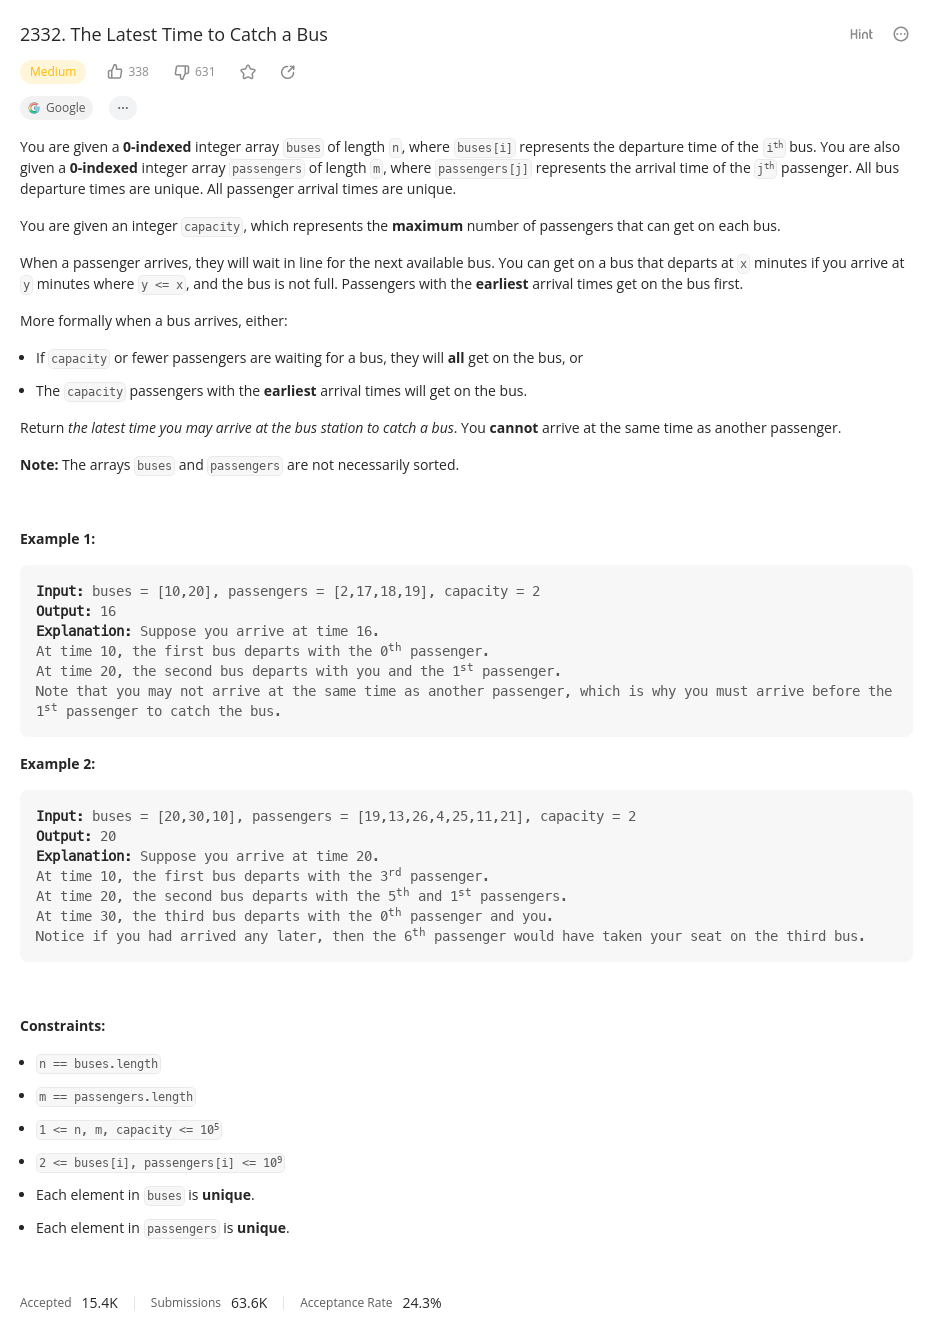 2332. The Latest Time to Catch a Bus
Hint
Medium 338 631
Google ...
You are given a 0-indexed integer array buses of length n, where buses[i] represents the departure time of the ith bus. You are also
given a 0-indexed integer array passengers of length m, where passengers[j] represents the arrival time of the jth passenger. All bus
departure times are unique. All passenger arrival times are unique.
You are given an integer capacity, which represents the maximum number of passengers that can get on each bus.
When a passenger arrives, they will wait in line for the next available bus. You can get on a bus that departs at x minutes if you arrive at
y minutes where y <= x, and the bus is not full. Passengers with the earliest arrival times get on the bus first.
More formally when a bus arrives, either:
• If capacity or fewer passengers are waiting for a bus, they will all get on the bus, or
• The capacity passengers with the earliest arrival times will get on the bus.
Return the latest time you may arrive at the bus station to catch a bus. You cannot arrive at the same time as another passenger.
Note: The arrays buses and passengers are not necessarily sorted.
Example 1:
Input: buses = [10,20], passengers = [2,17,18,19], capacity = 2
Output: 16
Explanation: Suppose you arrive at time 16.
At time 10, the first bus departs with the 0th passenger.
At time 20, the second bus departs with you and the 1st passenger.
Note that you may not arrive at the same time as another passenger, which is why you must arrive before the
1st passenger to catch the bus.
Example 2:
Input: buses = [20,30,10], passengers = [19,13,26,4,25,11,21], capacity = 2
Output: 20
Explanation: Suppose you arrive at time 20.
At time 10, the first bus departs with the 3rd passenger.
At time 20, the second bus departs with the 5th and 1st passengers.
At time 30, the third bus departs with the 0th passenger and you.
Notice if you had arrived any later, then the 6th passenger would have taken your seat on the third bus.
Constraints:
• n == buses.length
• m == passengers.length
• 1 <= n, m, capacity <= 10^5
• 2 <= buses[i], passengers[i] <= 10^9
• Each element in buses is unique.
• Each element in passengers is unique.
Accepted 15.4K Submissions 63.6K Acceptance Rate 24.3%